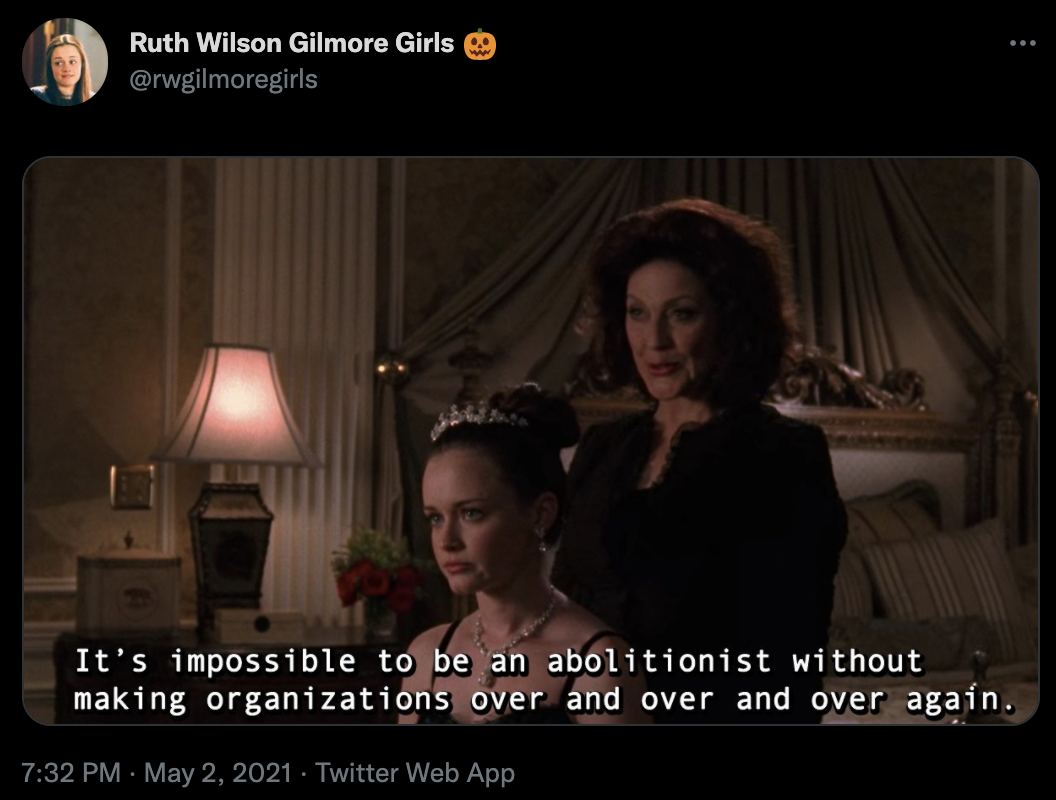 Ruth Wilson Gilmore Girls 🎃
@rwgilmoregirls
It's impossible to be an abolitionist without
making organizations over and over and over again.
7:32 PM · May 2, 2021 · Twitter Web App